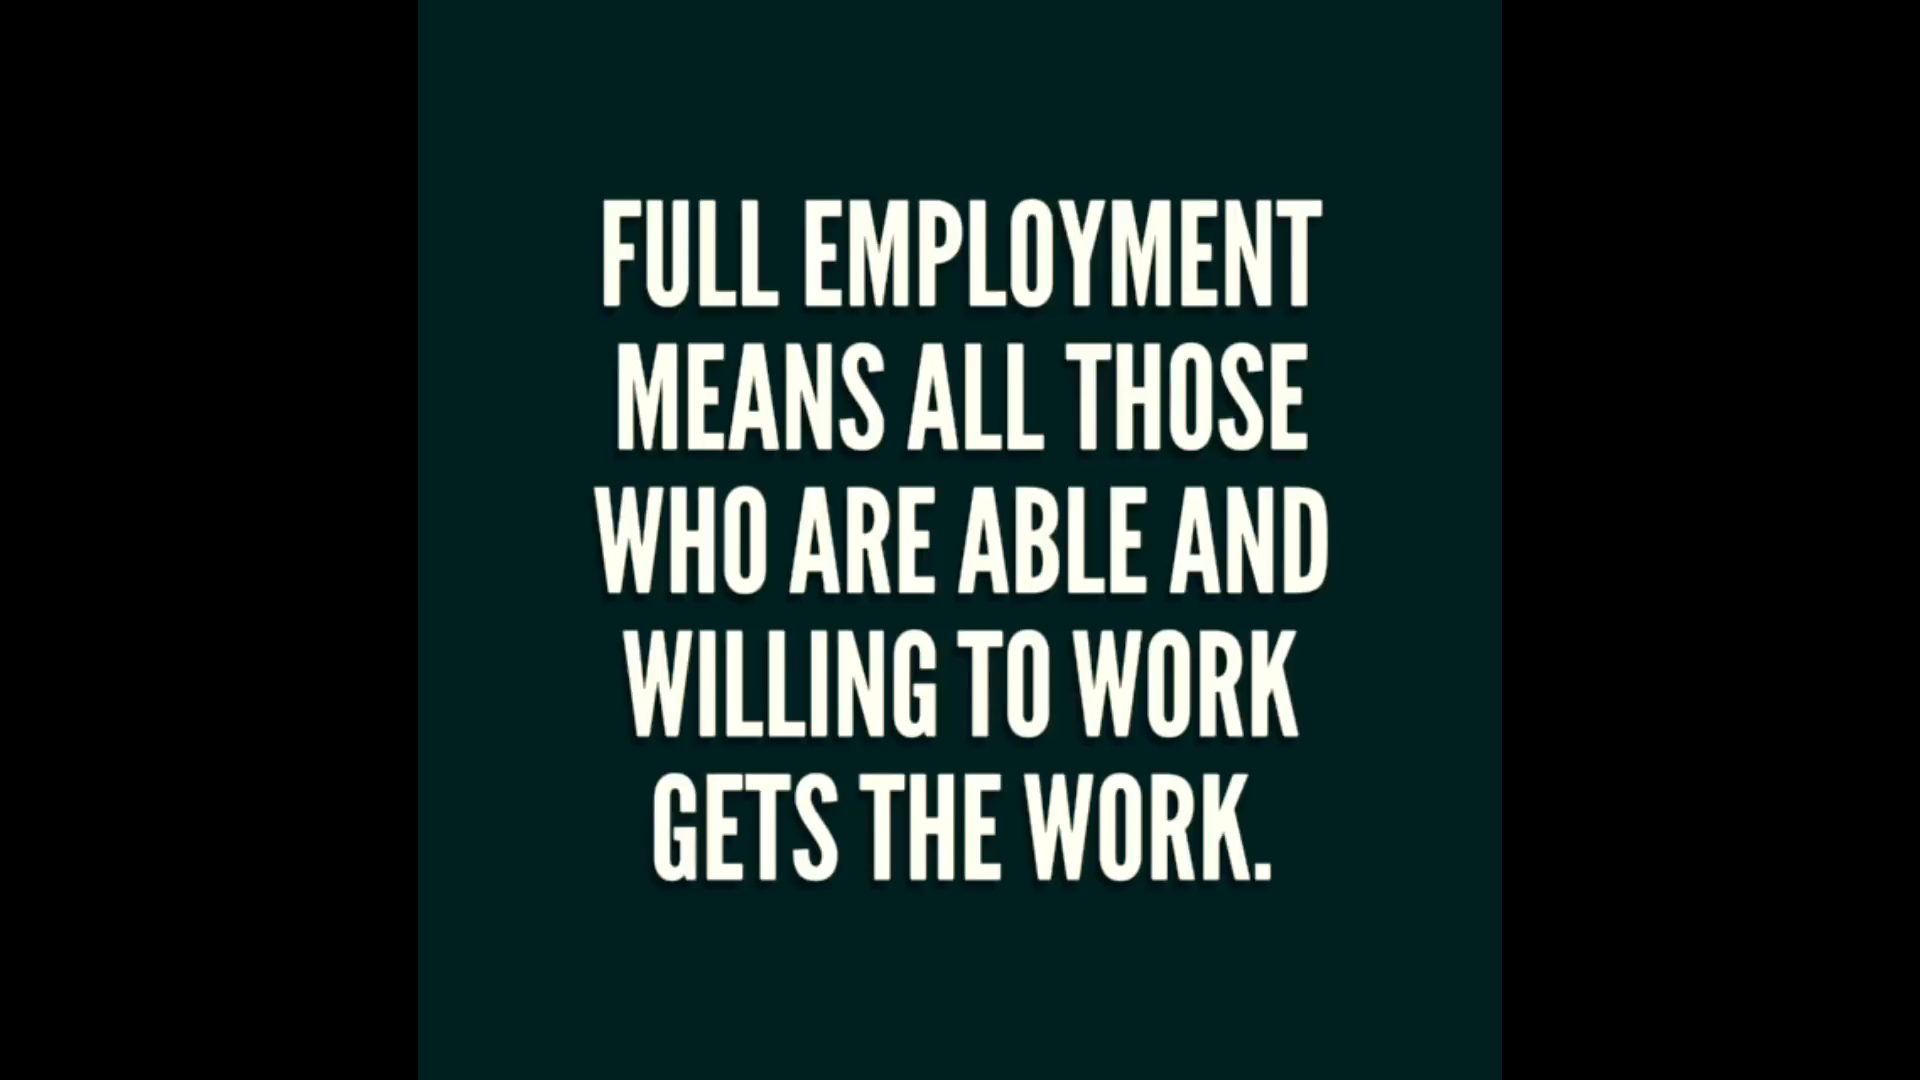 FULL EMPLOYMENT
MEANS ALL THOSE
WHO ARE ABLE AND
WILLING TO WORK
GETS THE WORK.